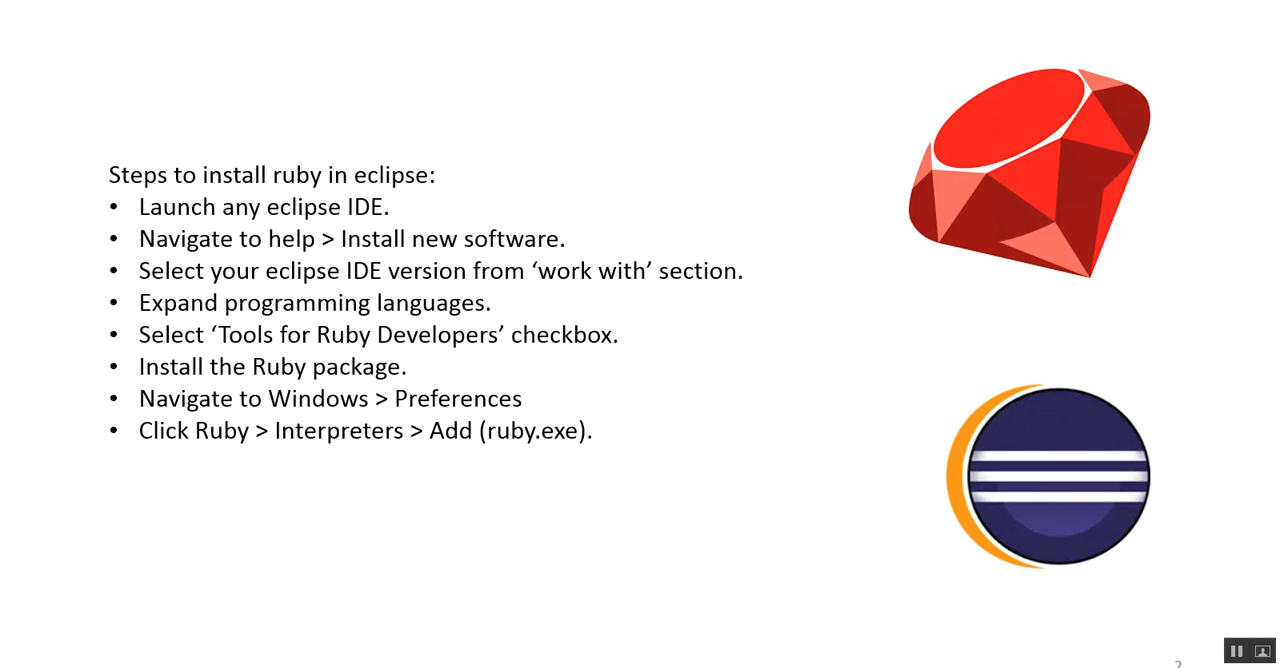 Steps to install ruby in eclipse:
• Launch any eclipse IDE.
• Navigate to help > Install new software.
• Select your eclipse IDE version from ‘work with’ section.
• Expand programming languages.
• Select ‘Tools for Ruby Developers’ checkbox.
• Install the Ruby package.
• Navigate to Windows > Preferences
• Click Ruby > Interpreters > Add (ruby.exe).
2